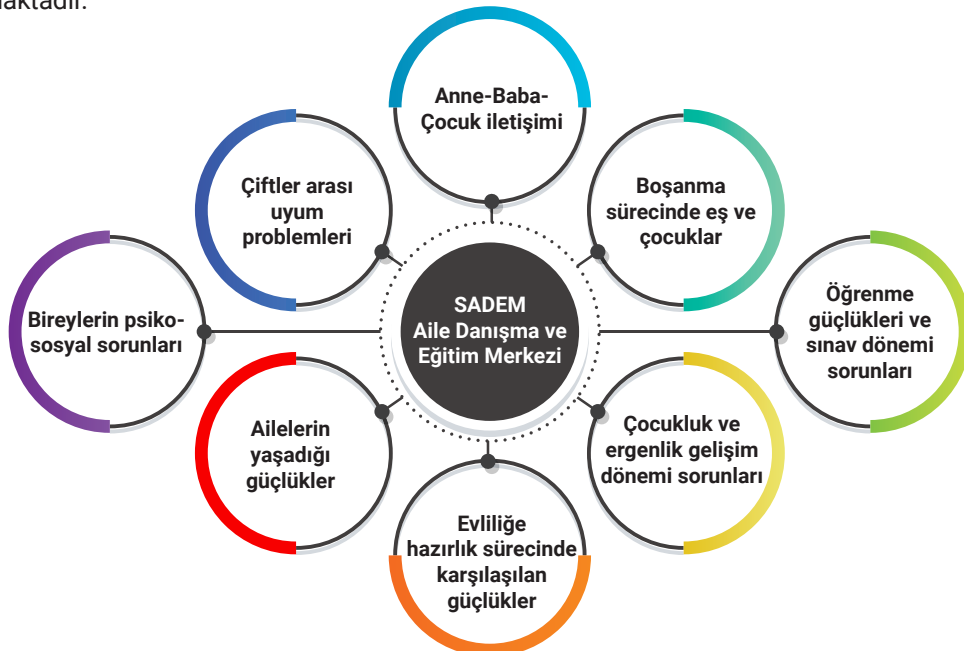 Anne-Baba-
Çocuk iletişimi
Çiftler arası
uyum
problemleri
Boşanma
sürecinde eş ve
çocuklar
Bireylerin psiko-
sosyal sorunları
SADEM
Aile Danışma ve
Eğitim Merkezi
Öğrenme
güçlükleri ve
sınav dönemi
sorunları
Ailelerin
yaşadığı
güçlükler
Çocukluk ve
ergenlik gelişim
dönemi sorunları
Evliliğe
hazırlık sürecinde
karşılaşılan
güçlükler